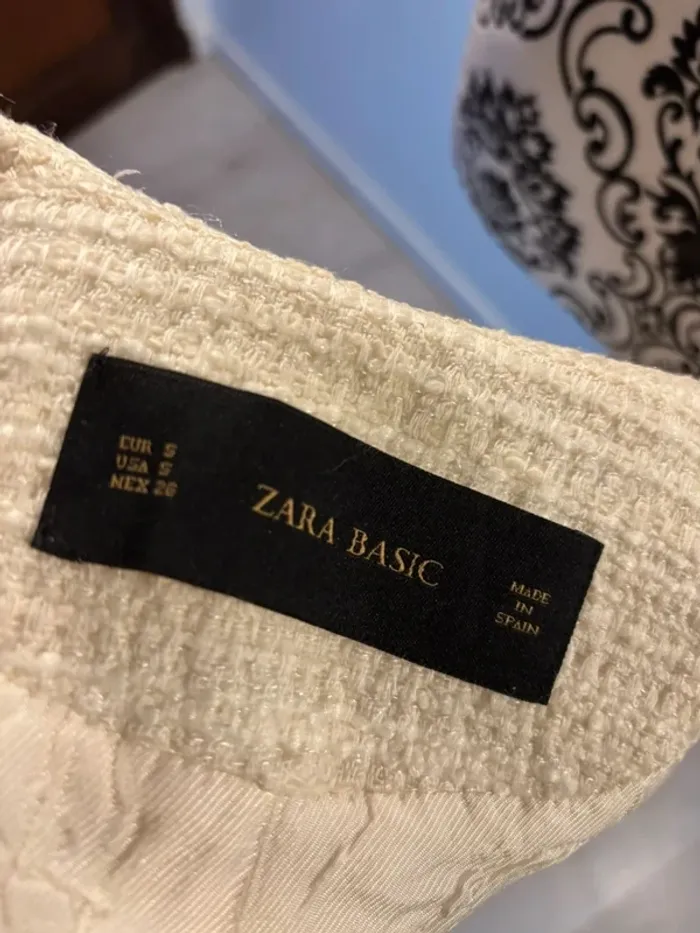 EUR S
USA S
MEX 26
ZARA BASIC
MADE
IN
SPAIN